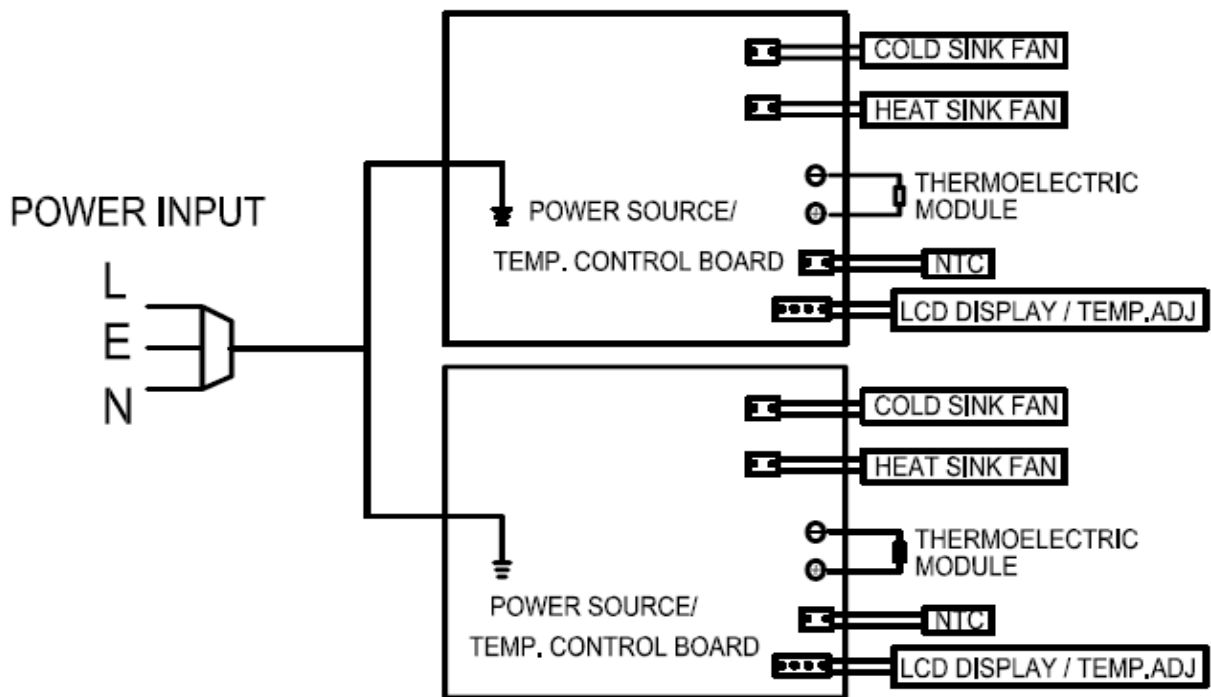 POWER INPUT
L
E
N
COLD SINK FAN
HEAT SINK FAN
THERMOELECTRIC
MODULE
POWER SOURCE/
TEMP. CONTROL BOARD
NTC
LCD DISPLAY / TEMP.ADJ
COLD SINK FAN
HEAT SINK FAN
THERMOELECTRIC
MODULE
POWER SOURCE/
TEMP. CONTROL BOARD
NTC
LCD DISPLAY / TEMP.ADJ